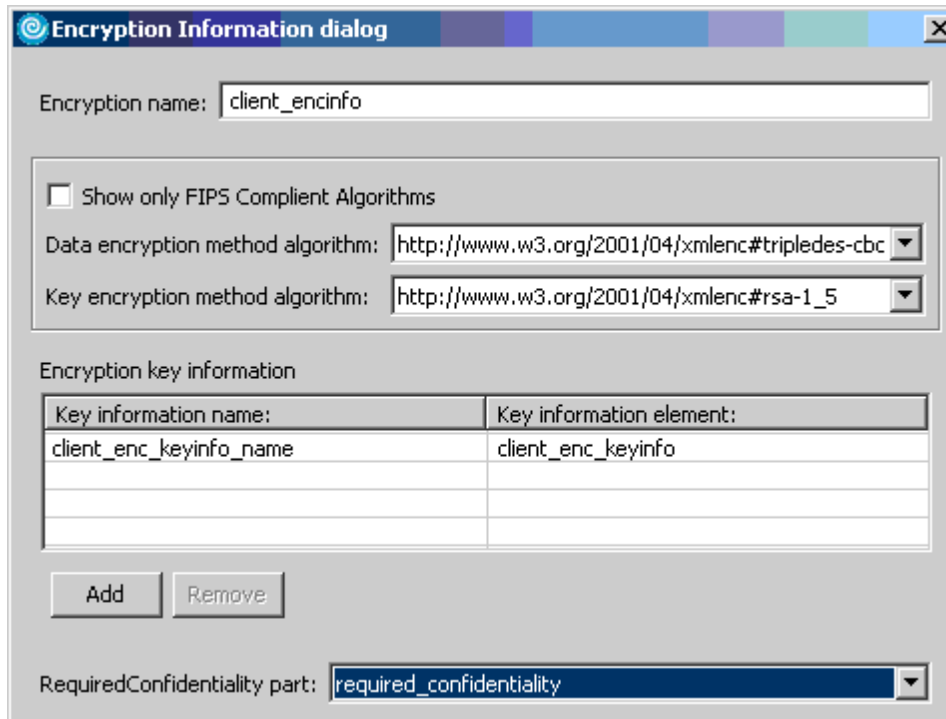 Encryption Information dialog
Encryption name: client_encinfo
Show only FIPS Complient Algorithms
Data encryption method algorithm: http://www.w3.org/2001/04/xmlenc#tripledes-cbc
Key encryption method algorithm: http://www.w3.org/2001/04/xmlenc#rsa-1_5
Encryption key information
Key information name: Key information element:
client_enc_keyinfo_name client_enc_keyinfo
Add Remove
RequiredConfidentiality part: required_confidentiality